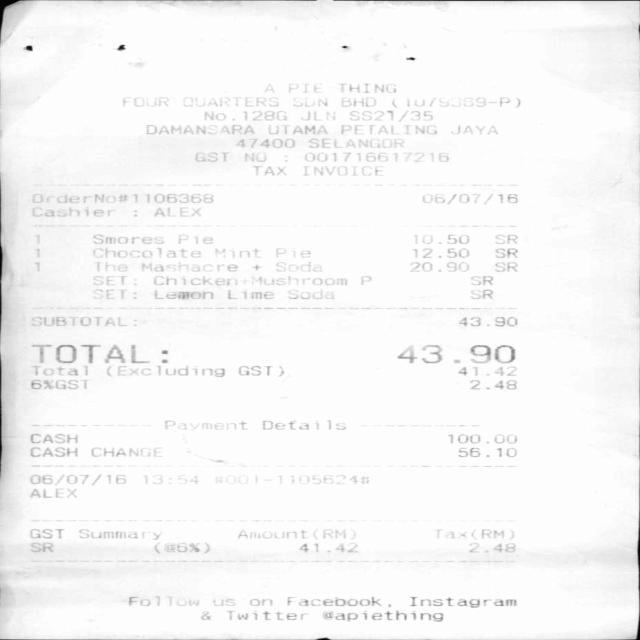 A PIE THING
FOUR QUARTERS SDN BHD (1079369-P)
No.128G JLN SS21/35
DAMANSARA UTAMA PETALING JAYA
47400 SELANGOR
GST NO : 001716617216
TAX INVOICE
OrderNo#1106368 06/07/16
Cashier : ALEX
1 Smores Pie 10.50 SR
1 Chocolate Mint Pie 12.50 SR
1 The Mashacre + Soda 20.90 SR
SET: Chicken+Mushroom P SR
SET: Lemon Lime Soda SR
SUBTOTAL: 43.90
TOTAL: 43.90
Total (Excluding GST) 41.42
6%GST 2.48
Payment Details
CASH 100.00
CASH CHANGE 56.10
06/07/16 13:54 #001-1105624#
ALEX
GST Summary Amount(RM) Tax(RM)
SR (@6%) 41.42 2.48
Follow us on Facebook, Instagram
& Twitter @apiething